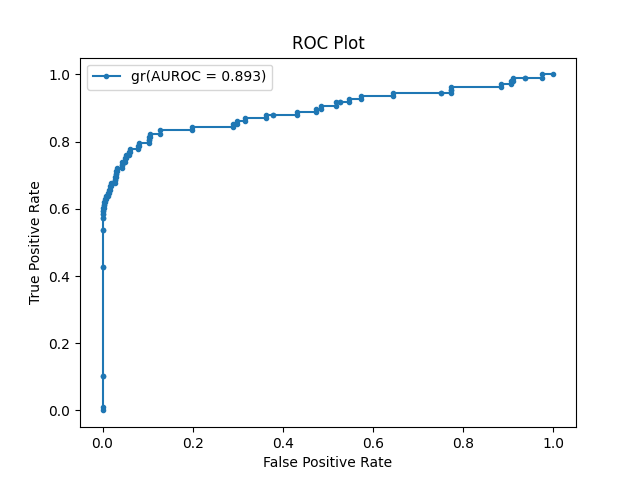 ROC Plot
gr(AUROC = 0.893)
1.0
0.8
0.6
0.4
0.2
0.0
True Positive Rate
0.0 0.2 0.4 0.6 0.8 1.0
False Positive Rate